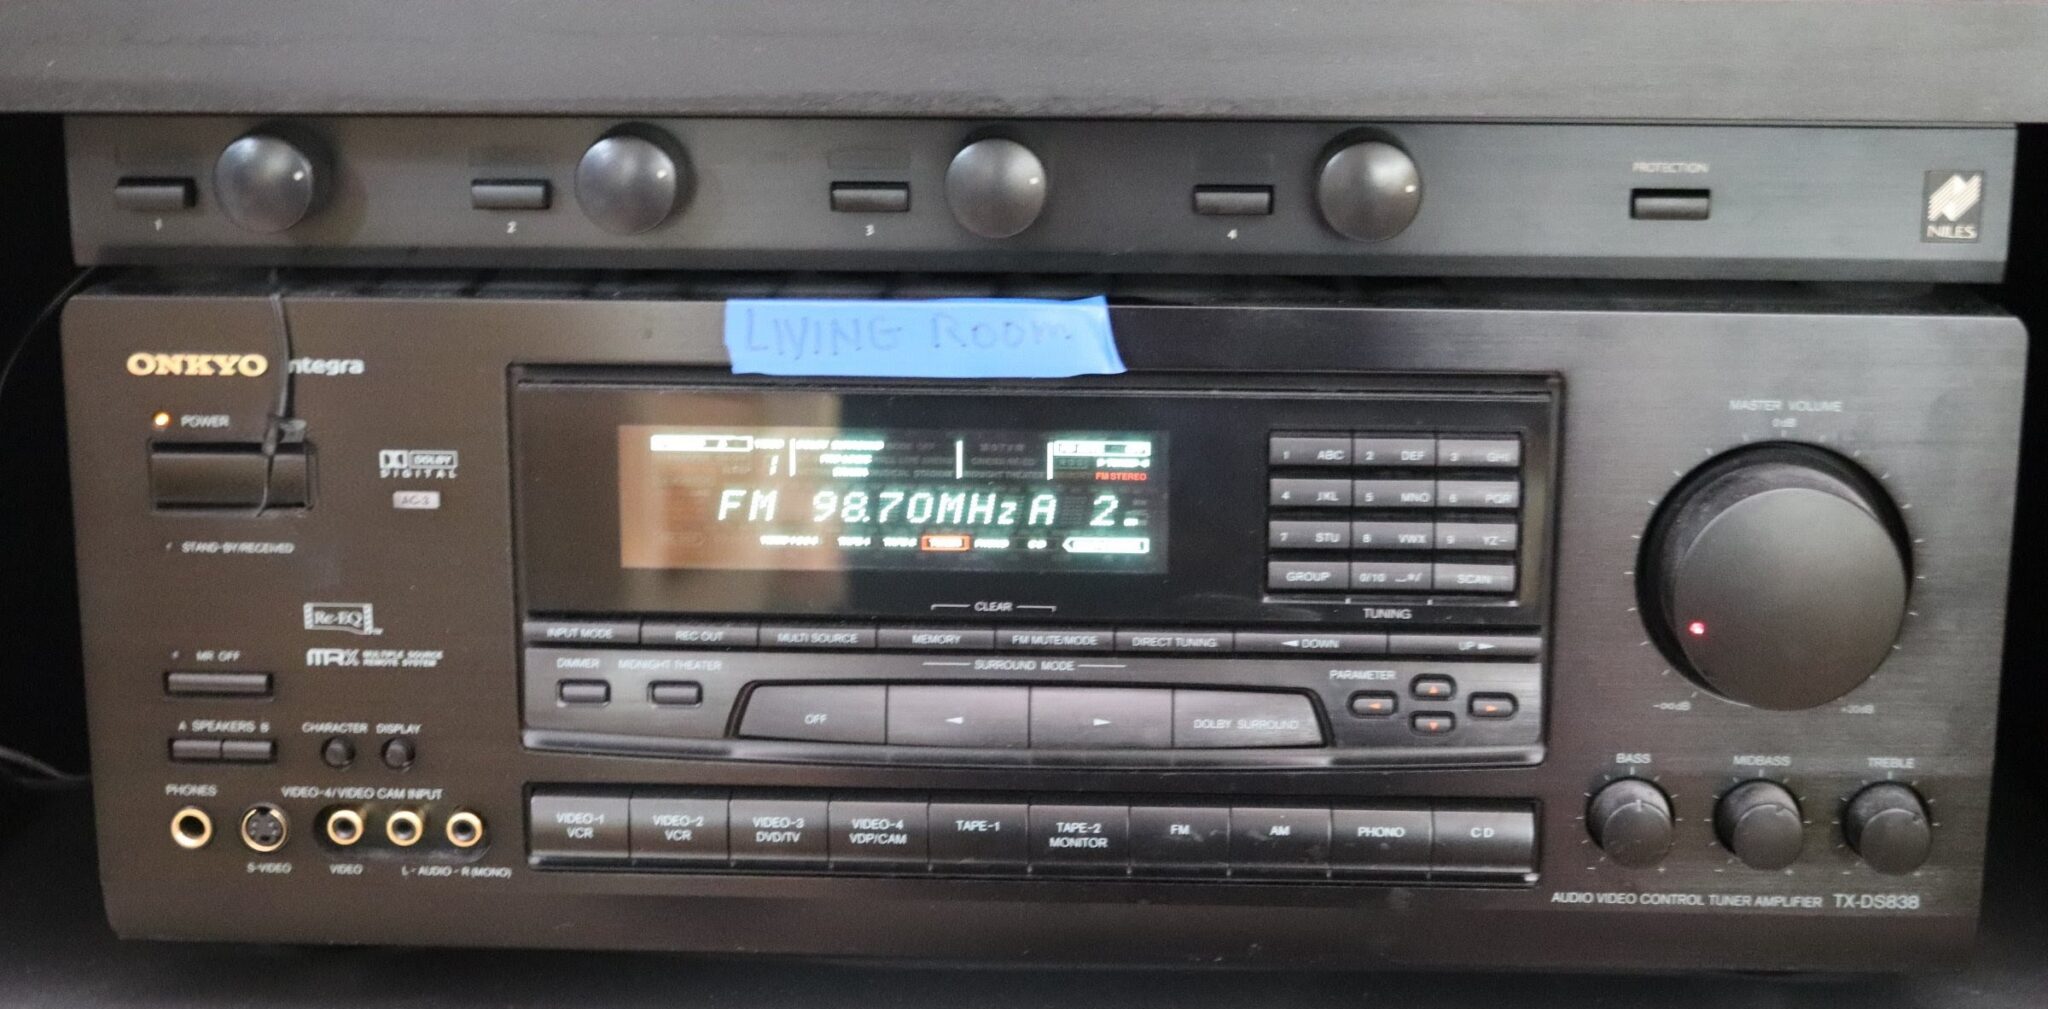 1
2
3
4
PROTECTION
NILES
LIVING ROOM
ONKYO
ntegra
POWER
DOLBY
DIGITAL
AC-3
STAND-BY/RECEIVED
Re-EQ
MRX MULTIPLE SOURCE
REMOTE SYSTEM
MR OFF
A SPEAKERS B
CHARACTER DISPLAY
PHONES
VIDEO-4/VIDEO CAM INPUT
S-VIDEO
VIDEO
L - AUDIO - R (MONO)
FM STEREO
FM 98.70MHz A 2
1 ABC 2 DEF 3 GHI
4 JKL 5 MNO 6 PQR
7 STU 8 VWX 9 YZ-
GROUP 0/10 SCAN
CLEAR
TUNING
INPUT MODE REC OUT MULTI SOURCE MEMORY FM MUTE/MODE DIRECT TUNING ◄DOWN UP►
DIMMER MIDNIGHT THEATER
SURROUND MODE
PARAMETER
OFF ◄ ► DOLBY SURROUND
VIDEO-1
VCR
VIDEO-2
VCR
VIDEO-3
DVD/TV
VIDEO-4
VDP/CAM
TAPE-1
TAPE-2
MONITOR
FM
AM
PHONO
CD
MASTER VOLUME
0dB
-∞dB
BASS
MIDBASS
TREBLE
AUDIO VIDEO CONTROL TUNER AMPLIFIER TX-DS838